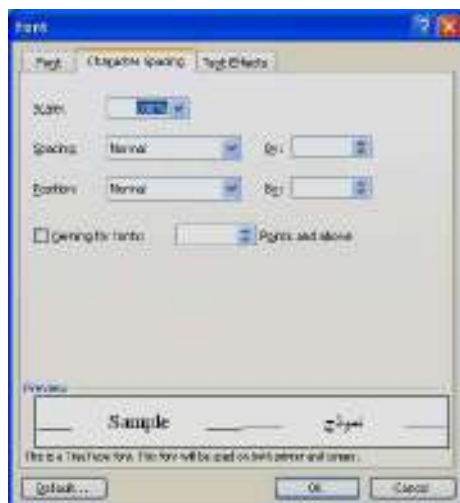 Font
Font Character Spacing Text Effects
Scale: 100%
Spacing: Normal By:
Position: Normal By:
Kerning for fonts: Points and above
Preview
Sample نموذج
This is a TrueType font. This font will be used on both printer and screen.
Default... OK Cancel